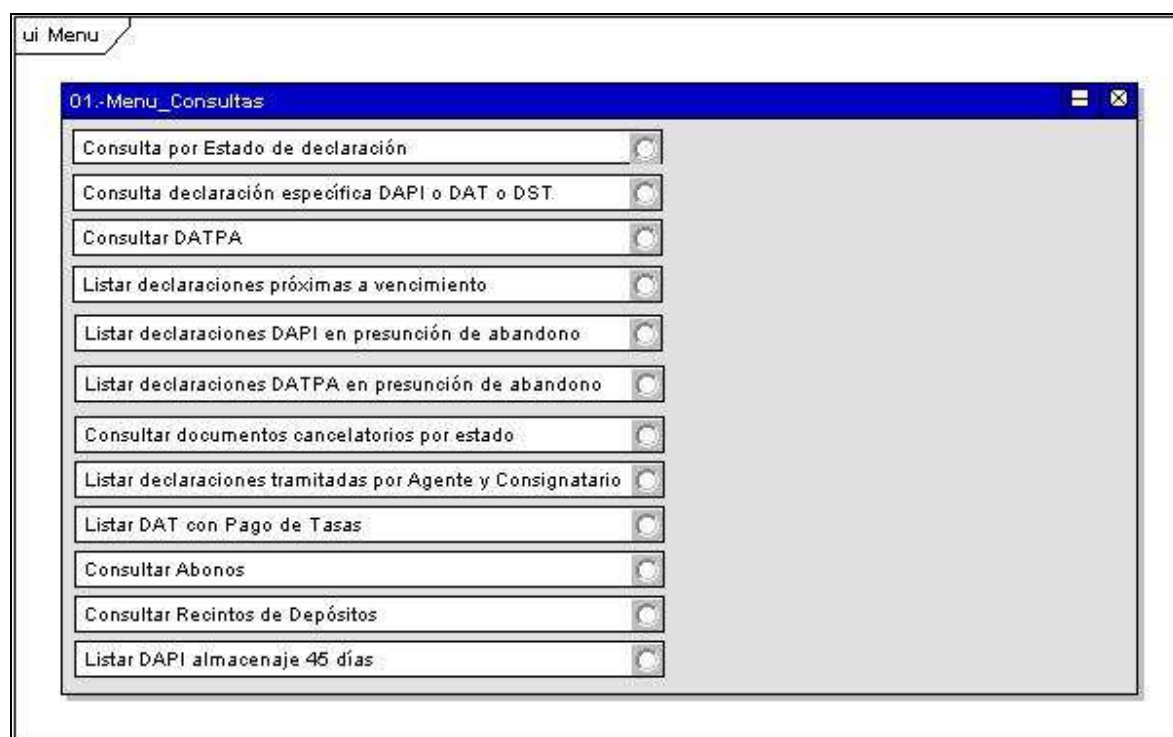 ui Menu
01.-Menu_Consultas
Consulta por Estado de declaración
Consulta declaración específica DAPI o DAT o DST
Consultar DATPA
Listar declaraciones próximas a vencimiento
Listar declaraciones DAPI en presunción de abandono
Listar declaraciones DATPA en presunción de abandono
Consultar documentos cancelatorios por estado
Listar declaraciones tramitadas por Agente y Consignatario
Listar DAT con Pago de Tasas
Consultar Abonos
Consultar Recintos de Depósitos
Listar DAPI almacenaje 45 días